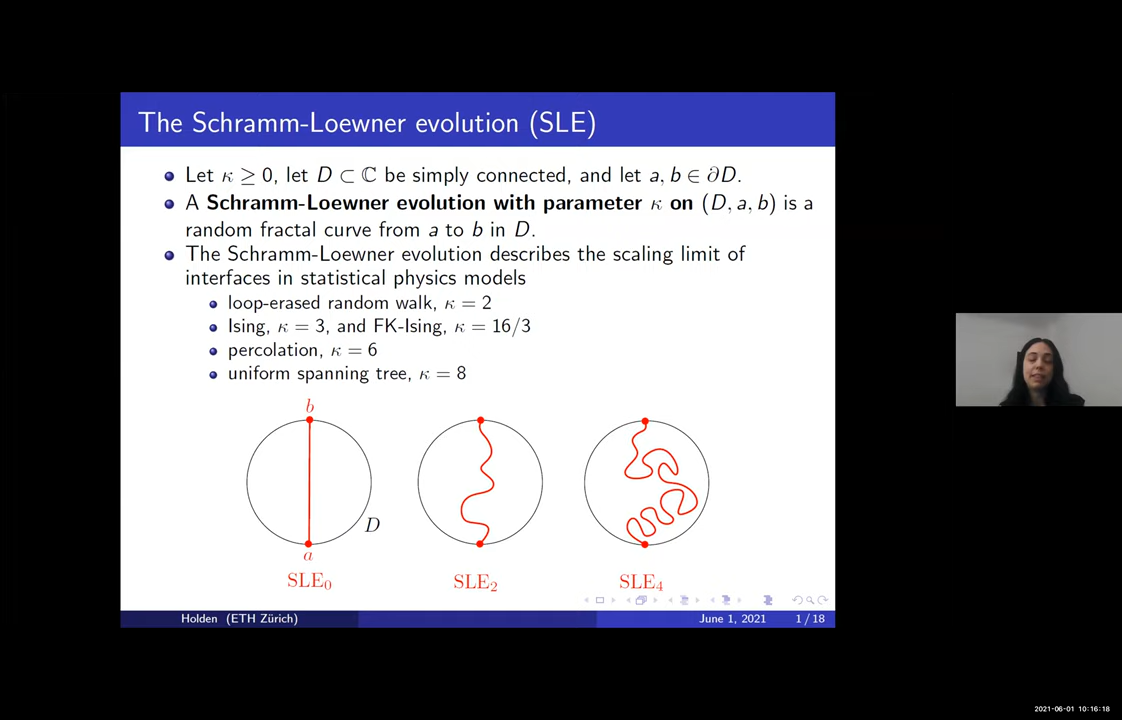 The Schramm-Loewner evolution (SLE)
Let κ ≥ 0, let D ⊂ ℂ be simply connected, and let a, b ∈ ∂D.
A Schramm-Loewner evolution with parameter κ on (D, a, b) is a
random fractal curve from a to b in D.
The Schramm-Loewner evolution describes the scaling limit of
interfaces in statistical physics models
loop-erased random walk, κ = 2
Ising, κ = 3, and FK-Ising, κ = 16/3
percolation, κ = 6
uniform spanning tree, κ = 8
b
D
a
SLE₀
SLE₂
SLE₄
Holden (ETH Zürich)
June 1, 2021
1 / 18
2021-06-01 10:16:18